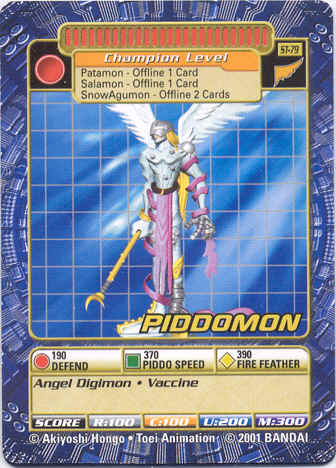 Champion Level
ST-79
Patamon - Offline 1 Card
Salamon - Offline 1 Card
SnowAgumon - Offline 2 Cards
PIDDOMON
190 370 390
DEFEND PIDDO SPEED FIRE FEATHER
Angel Digimon • Vaccine
SCORE R:100 C:100 U:200 M:300
© Akiyoshi Hongo • Toei Animation • © 2001 BANDAI